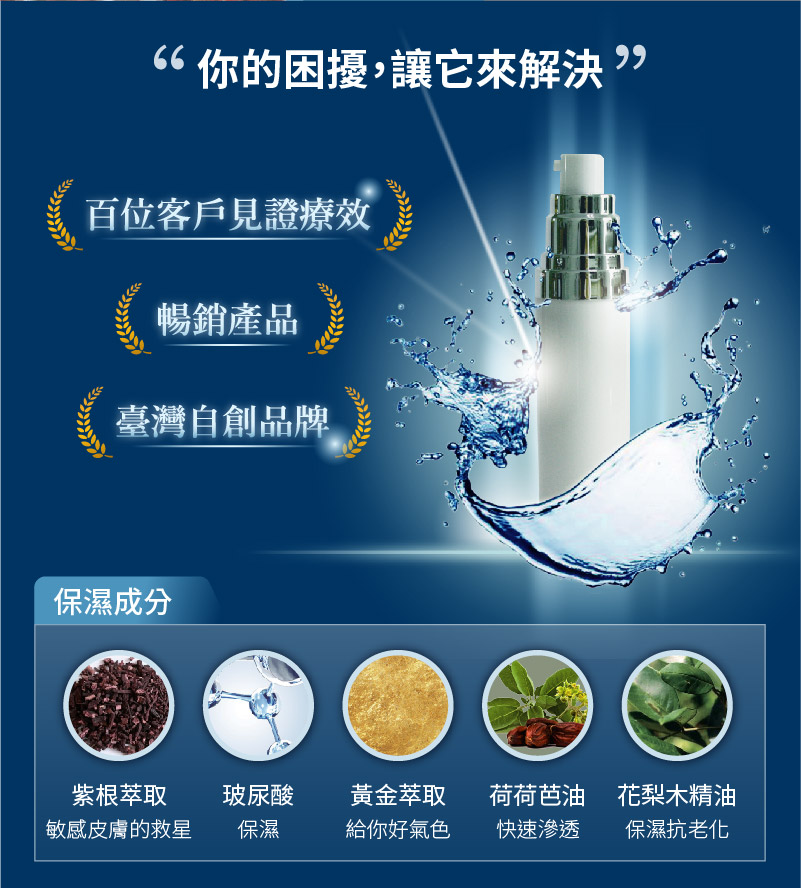 “你的困擾，讓它來解決”
百位客戶見證療效
暢銷產品
臺灣自創品牌
保濕成分
紫根萃取
敏感皮膚的救星
玻尿酸
保濕
黃金萃取
給你好氣色
荷荷芭油
快速滲透
花梨木精油
保濕抗老化